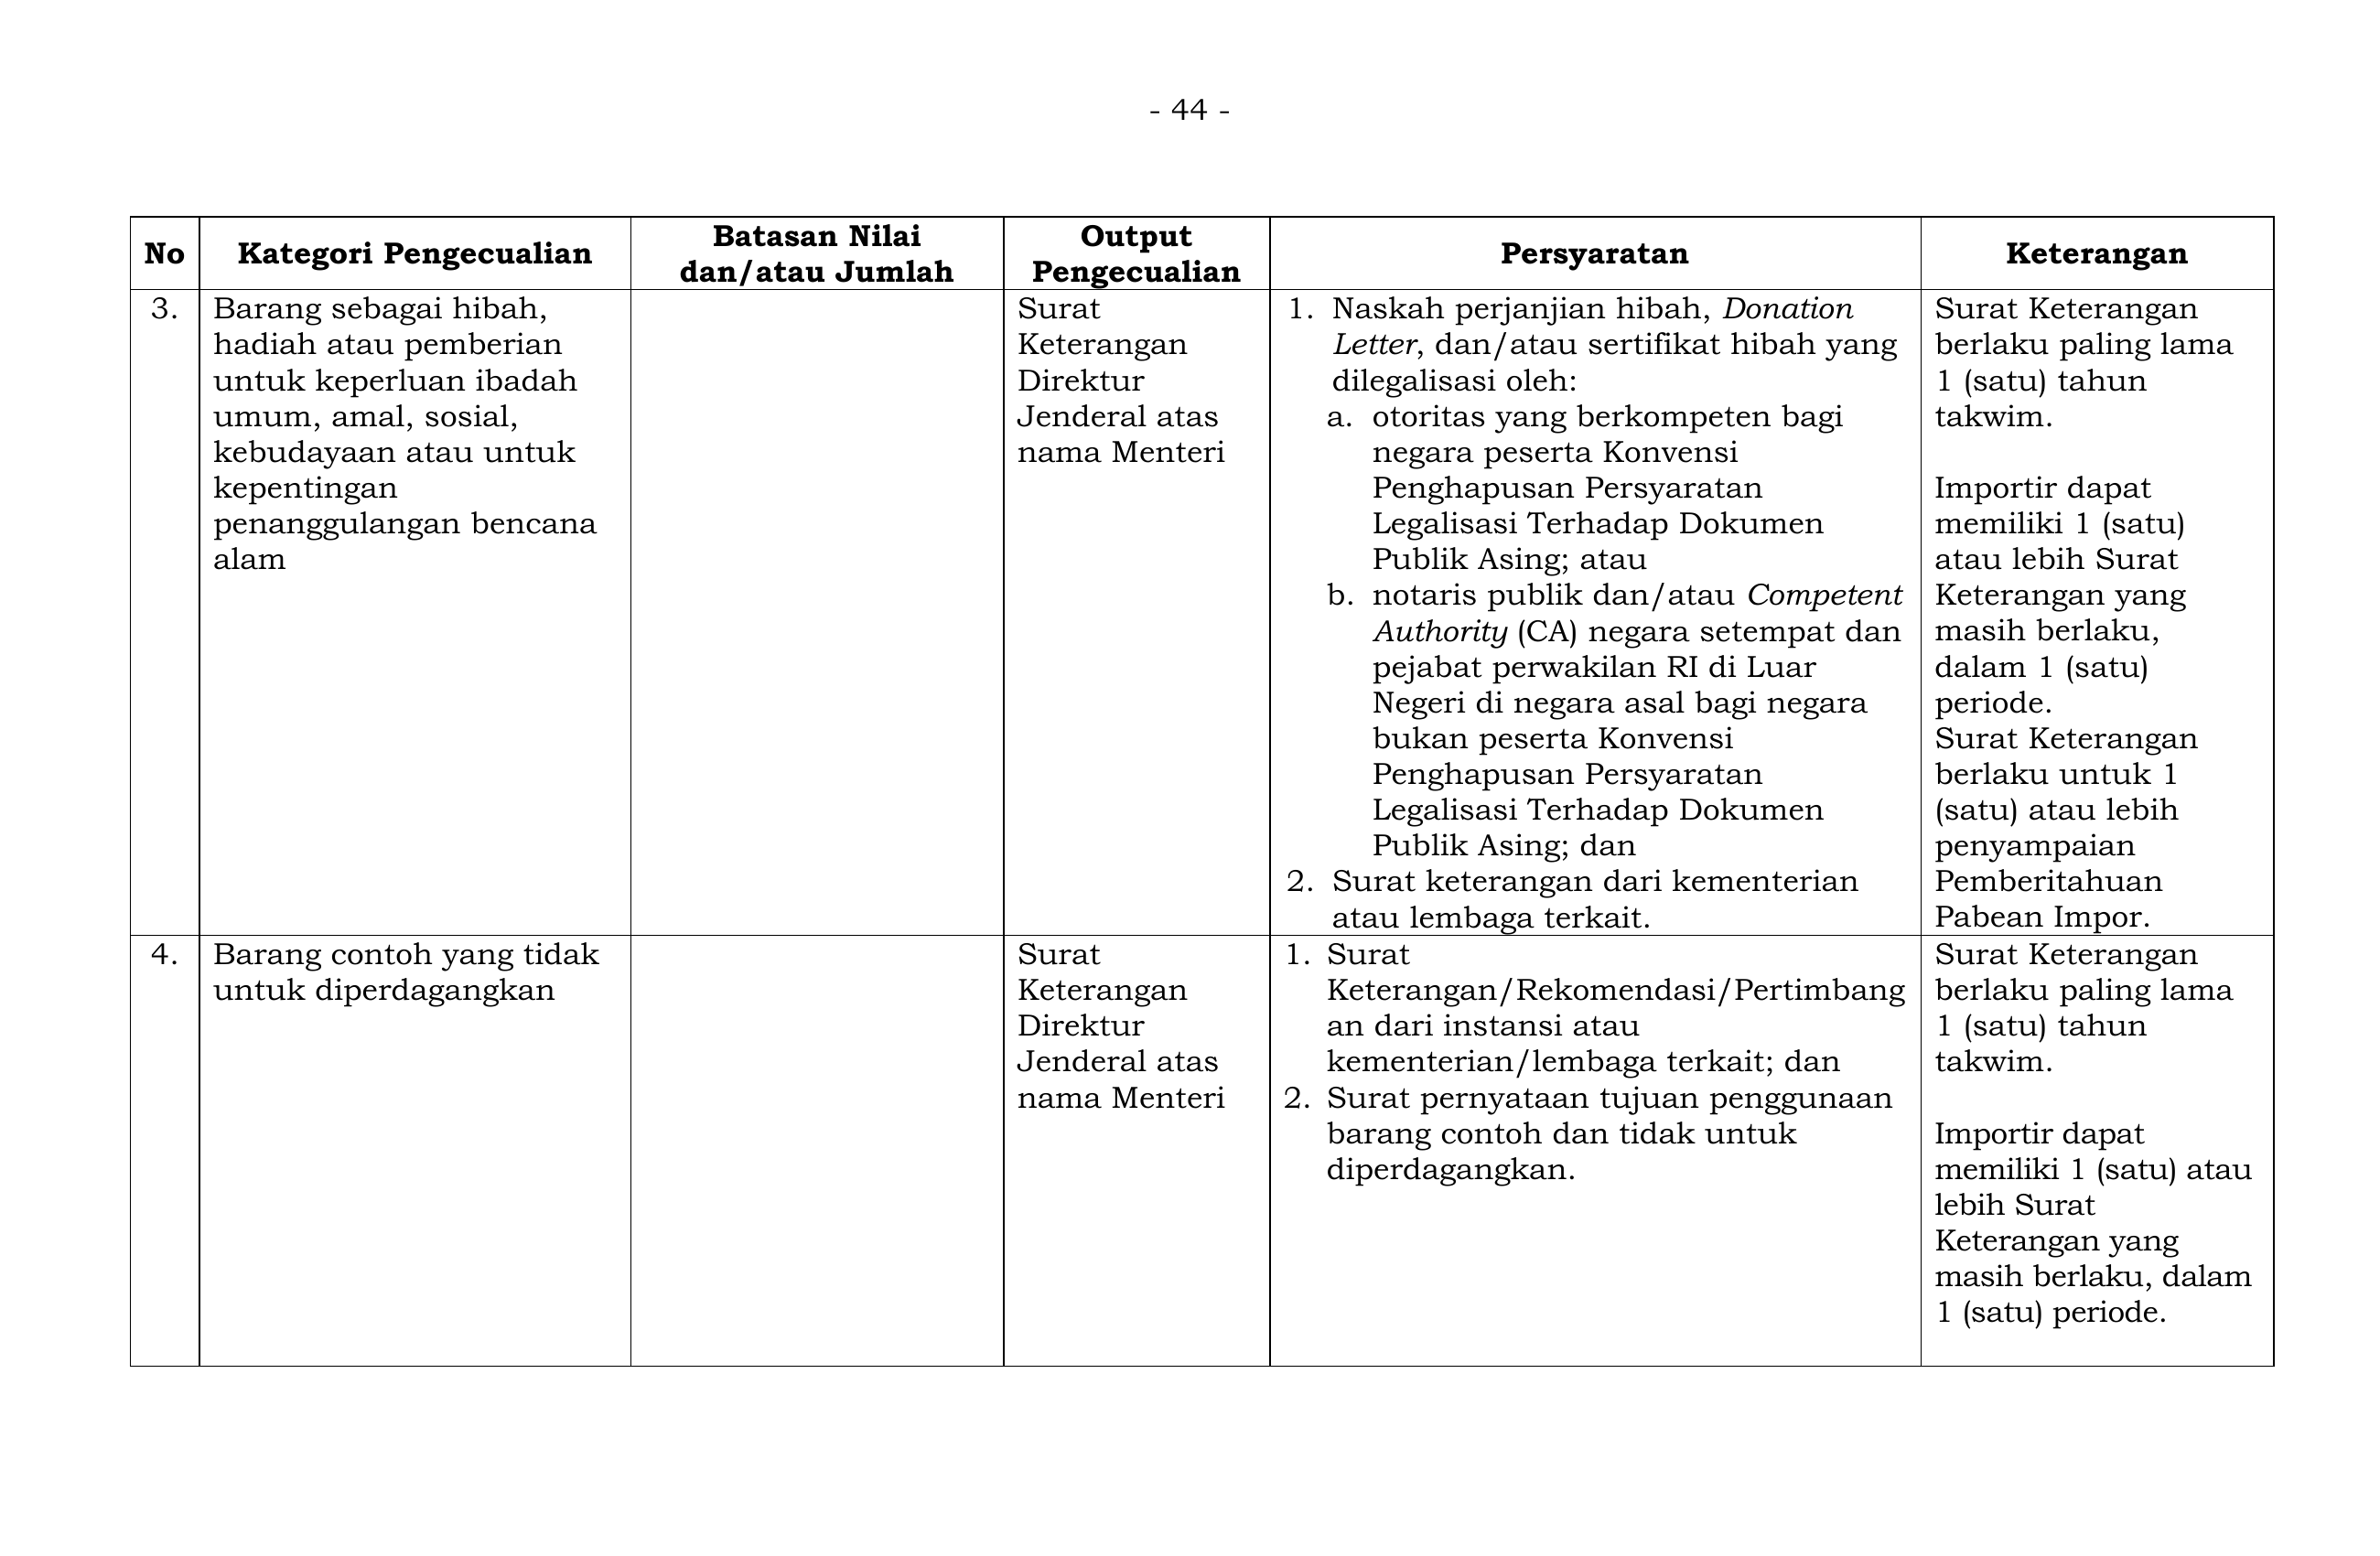 - 44 -
No
Kategori Pengecualian
Batasan Nilai
dan/atau Jumlah
Output
Pengecualian
Persyaratan
Keterangan
3.
Barang sebagai hibah,
hadiah atau pemberian
untuk keperluan ibadah
umum, amal, sosial,
kebudayaan atau untuk
kepentingan
penanggulangan bencana
alam
Surat
Keterangan
Direktur
Jenderal atas
nama Menteri
1. Naskah perjanjian hibah, Donation
Letter, dan/atau sertifikat hibah yang
dilegalisasi oleh:
a. otoritas yang berkompeten bagi
negara peserta Konvensi
Penghapusan Persyaratan
Legalisasi Terhadap Dokumen
Publik Asing; atau
b. notaris publik dan/atau Competent
Authority (CA) negara setempat dan
pejabat perwakilan RI di Luar
Negeri di negara asal bagi negara
bukan peserta Konvensi
Penghapusan Persyaratan
Legalisasi Terhadap Dokumen
Publik Asing; dan
2. Surat keterangan dari kementerian
atau lembaga terkait.
Surat Keterangan
berlaku paling lama
1 (satu) tahun
takwim.
Importir dapat
memiliki 1 (satu)
atau lebih Surat
Keterangan yang
masih berlaku,
dalam 1 (satu)
periode.
Surat Keterangan
berlaku untuk 1
(satu) atau lebih
penyampaian
Pemberitahuan
Pabean Impor.
4.
Barang contoh yang tidak
untuk diperdagangkan
Surat
Keterangan
Direktur
Jenderal atas
nama Menteri
1. Surat
Keterangan/Rekomendasi/Pertimbang
an dari instansi atau
kementerian/lembaga terkait; dan
2. Surat pernyataan tujuan penggunaan
barang contoh dan tidak untuk
diperdagangkan.
Surat Keterangan
berlaku paling lama
1 (satu) tahun
takwim.
Importir dapat
memiliki 1 (satu) atau
lebih Surat
Keterangan yang
masih berlaku, dalam
1 (satu) periode.